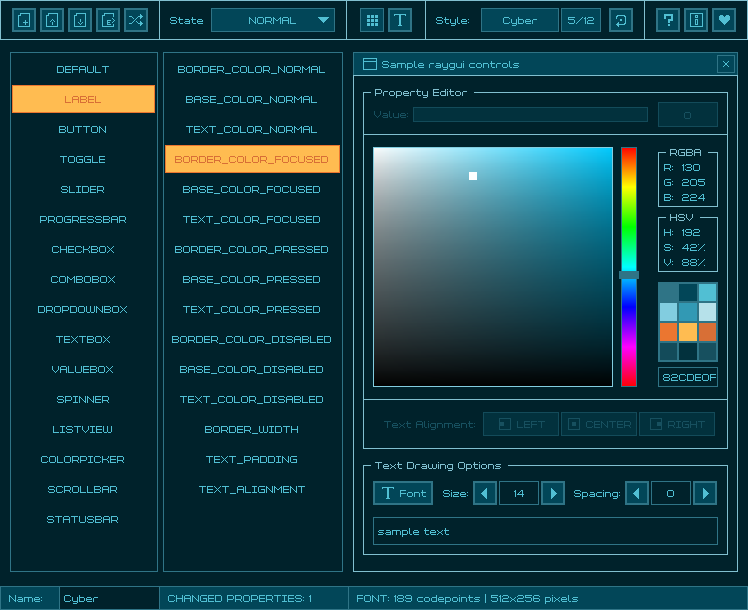 State NORMAL Style: Cyber 5/12
DEFAULT
LABEL
BUTTON
TOGGLE
SLIDER
PROGRESSBAR
CHECKBOX
COMBOBOX
DROPDOWNBOX
TEXTBOX
VALUEBOX
SPINNER
LISTVIEW
COLORPICKER
SCROLLBAR
STATUSBAR
BORDER_COLOR_NORMAL
BASE_COLOR_NORMAL
TEXT_COLOR_NORMAL
BORDER_COLOR_FOCUSED
BASE_COLOR_FOCUSED
TEXT_COLOR_FOCUSED
BORDER_COLOR_PRESSED
BASE_COLOR_PRESSED
TEXT_COLOR_PRESSED
BORDER_COLOR_DISABLED
BASE_COLOR_DISABLED
TEXT_COLOR_DISABLED
BORDER_WIDTH
TEXT_PADDING
TEXT_ALIGNMENT
Sample raygui controls
Property Editor
Value: 0
RGBA
R: 130
G: 205
B: 224
HSV
H: 192
S: 42%
V: 88%
82CDE0F
Text Alignment: LEFT CENTER RIGHT
Text Drawing Options
T Font Size: 14 Spacing: 0
sample text
Name: Cyber CHANGED PROPERTIES: 1 FONT: 189 codepoints | 512x256 pixels